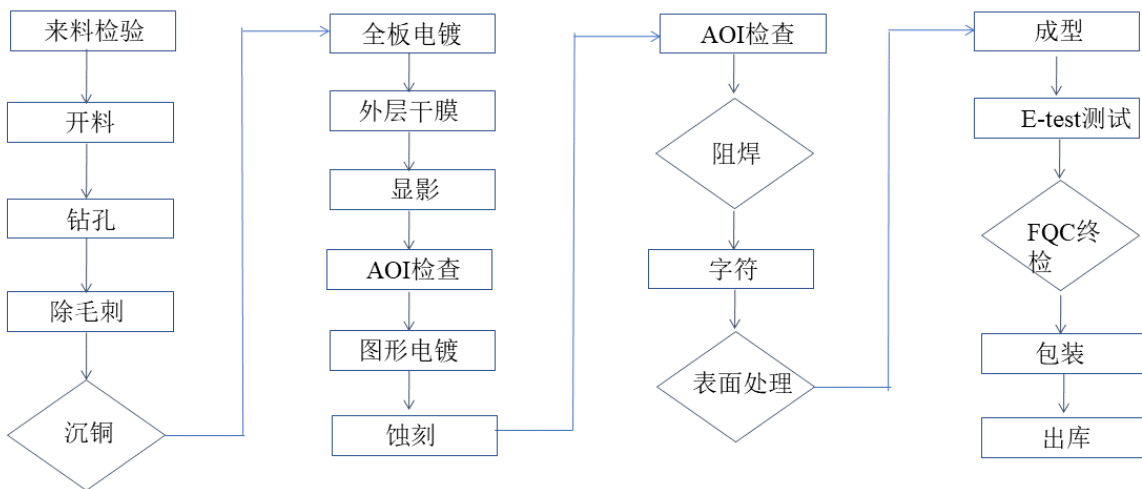 来料检验
开料
钻孔
除毛刺
沉铜
全板电镀
外层干膜
显影
AOI检查
图形电镀
蚀刻
AOI检查
阻焊
字符
表面处理
成型
E-test测试
FQC终
检
包装
出库